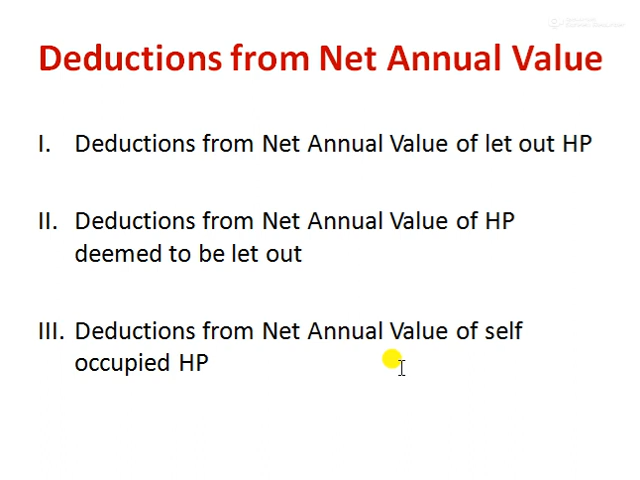 Deductions from Net Annual Value
I. Deductions from Net Annual Value of let out HP
II. Deductions from Net Annual Value of HP
deemed to be let out
III. Deductions from Net Annual Value of self
occupied HP